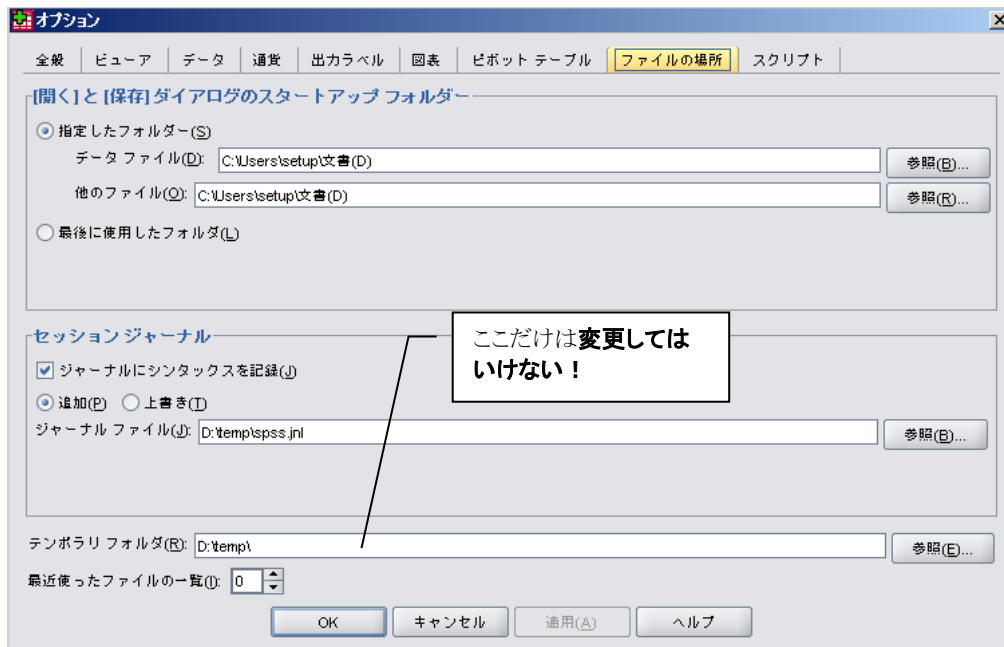 オプション
全般 ビューア データ 通貨 出力ラベル 図表 ピボット テーブル ファイルの場所 スクリプト
[開く]と[保存]ダイアログのスタートアップ フォルダー
指定したフォルダー(S)
データ ファイル(D): C:\Users\setup\文書(D) 参照(B)...
他のファイル(O): C:\Users\setup\文書(D) 参照(R)...
最後に使用したフォルダ(L)
セッション ジャーナル
ここだけは変更しては
いけない！
ジャーナルにシンタックスを記録(J)
追加(P) 上書き(T)
ジャーナル ファイル(J): D:\temp\spss.jnl 参照(B)...
テンポラリ フォルダ(R): D:\temp\ 参照(E)...
最近使ったファイルの一覧(I): 0
OK キャンセル 適用(A) ヘルプ